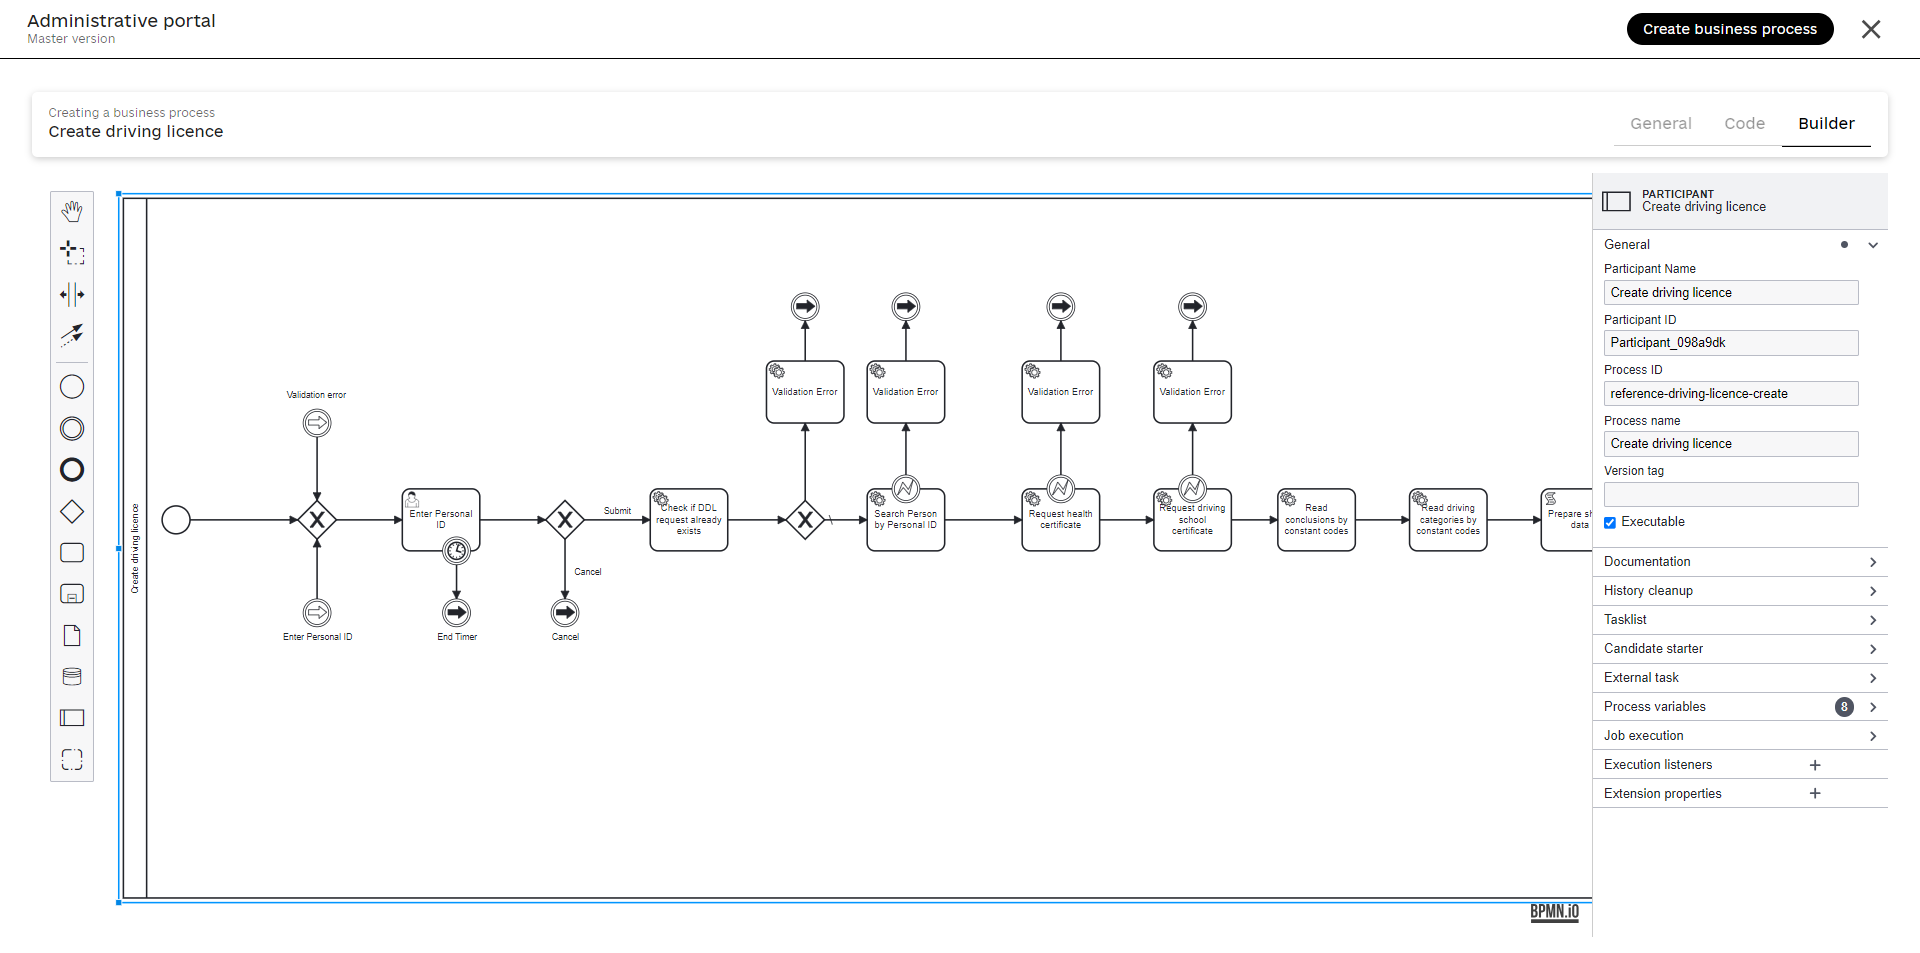 Administrative portal
Master version
Create business process
Creating a business process
Create driving licence
General
Code
Builder
Create driving licence
Validation error
Enter Personal ID
Enter Personal
ID
End Timer
Submit
Cancel
Cancel
Check if DDL
request already
exists
Validation Error
Validation Error
Validation Error
Validation Error
Search Person
by Personal ID
Request health
certificate
Request driving
school
certificate
Read
conclusions by
constant codes
Read driving
categories by
constant codes
Prepare
data
BPMN.iO
PARTICIPANT
Create driving licence
General
Participant Name
Create driving licence
Participant ID
Participant_098a9dk
Process ID
reference-driving-licence-create
Process name
Create driving licence
Version tag
Executable
Documentation
History cleanup
Tasklist
Candidate starter
External task
Process variables
8
Job execution
Execution listeners
Extension properties